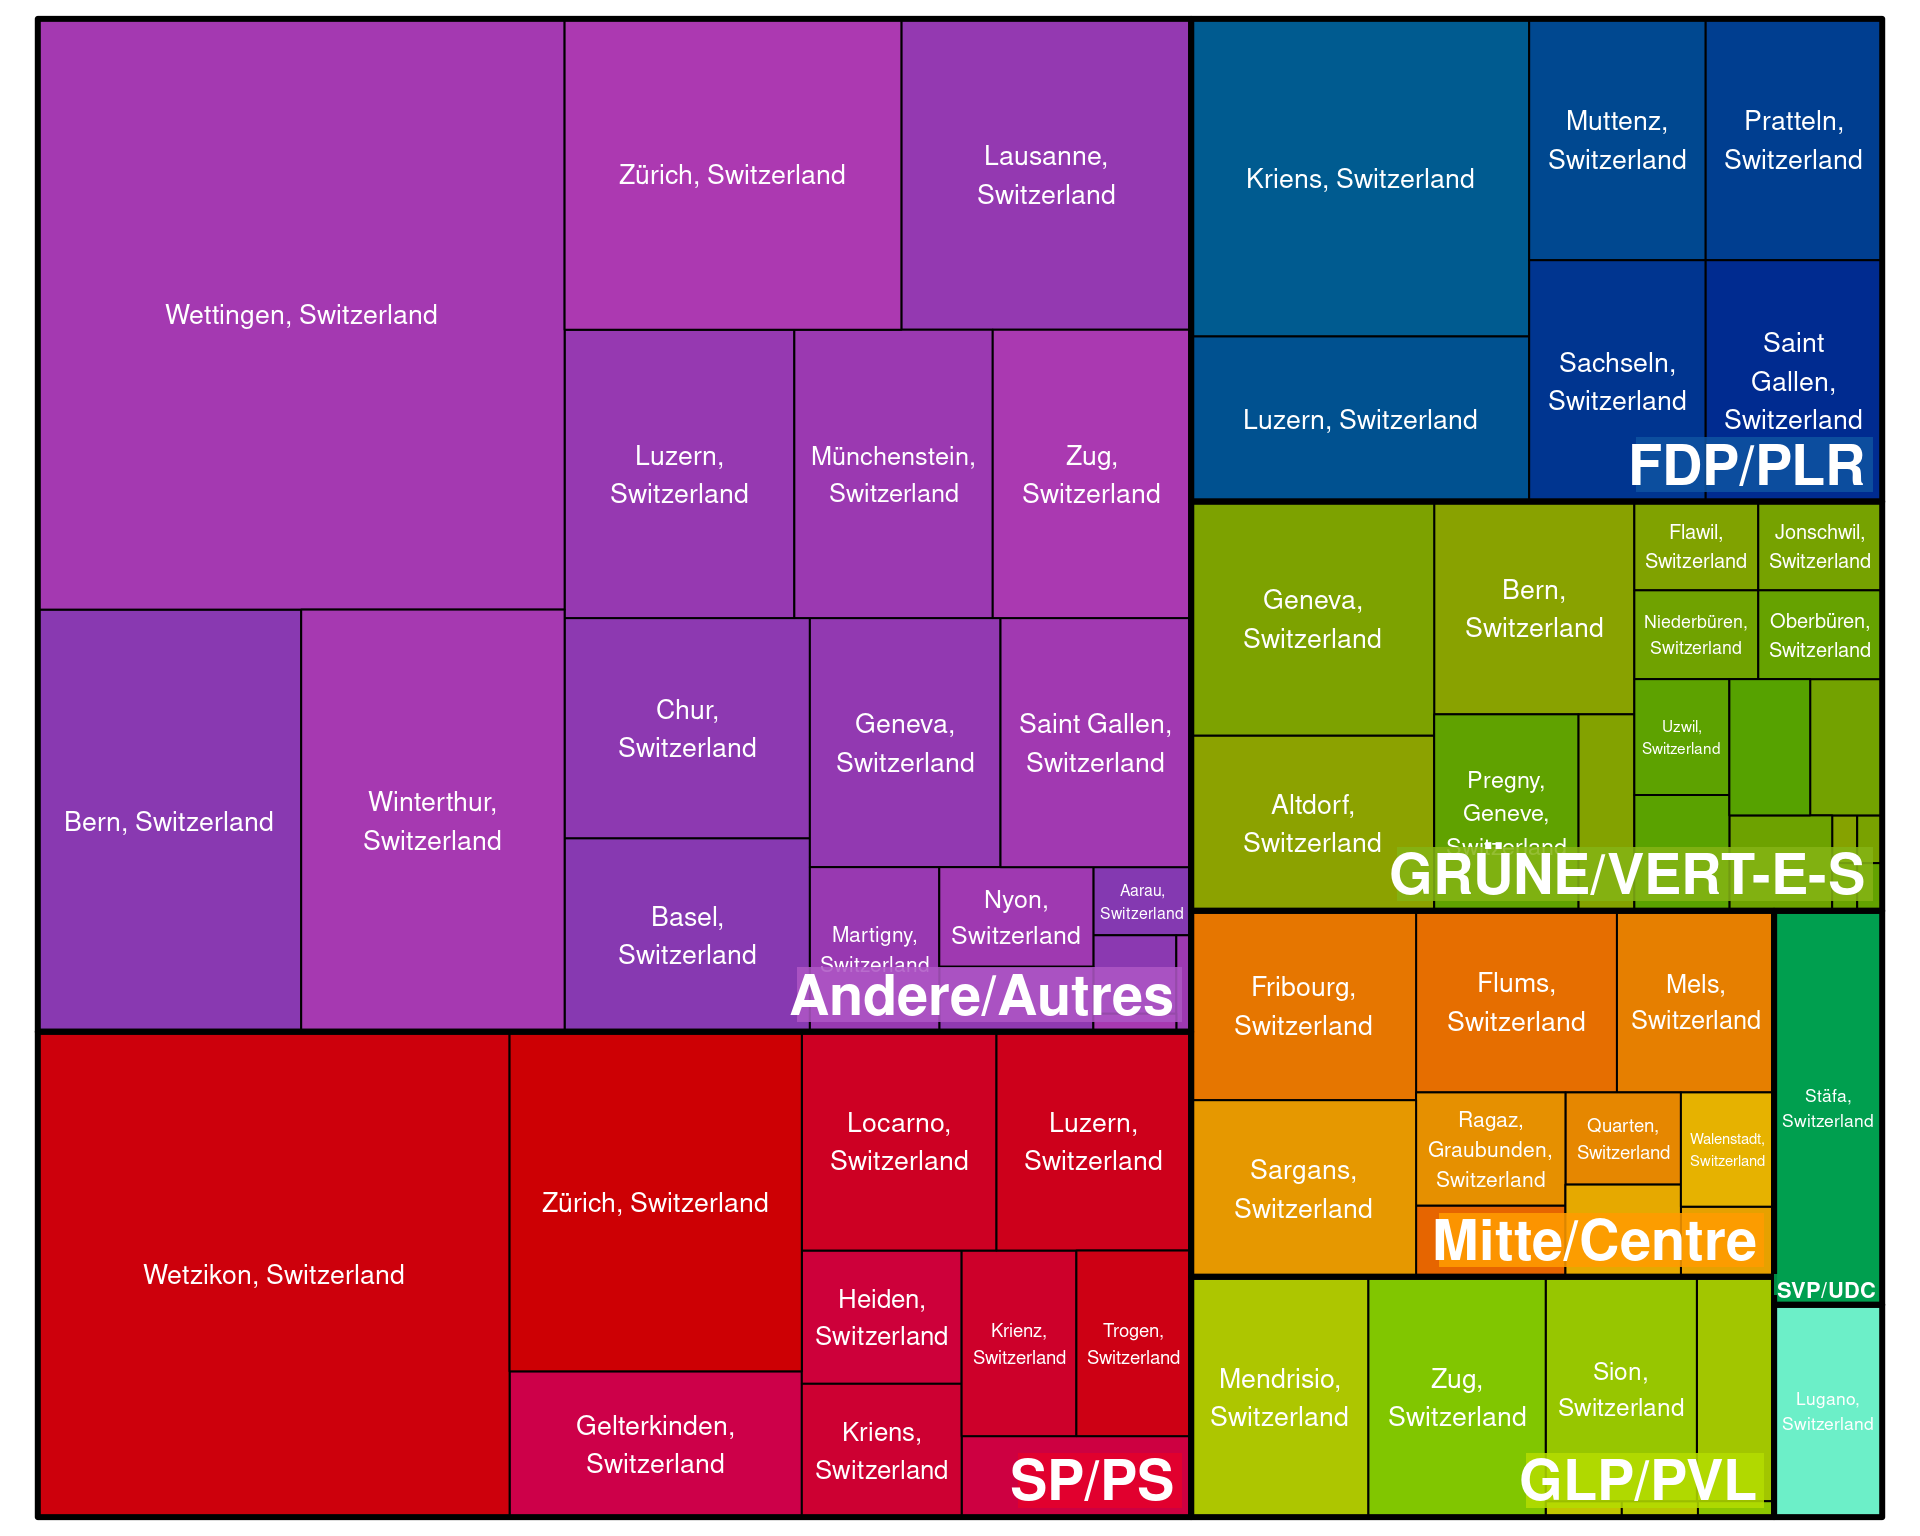 Wettingen, Switzerland
Zürich, Switzerland
Lausanne,
Switzerland
Luzern,
Switzerland
Münchenstein,
Switzerland
Zug,
Switzerland
Bern, Switzerland
Winterthur,
Switzerland
Chur,
Switzerland
Geneva,
Switzerland
Saint Gallen,
Switzerland
Basel,
Switzerland
Martigny,
Switzerland
Nyon,
Switzerland
Aarau,
Switzerland
Andere/Autres
Wetzikon, Switzerland
Zürich, Switzerland
Gelterkinden,
Switzerland
Locarno,
Switzerland
Luzern,
Switzerland
Heiden,
Switzerland
Krienz,
Switzerland
Trogen,
Switzerland
Kriens,
Switzerland
SP/PS
Kriens, Switzerland
Luzern, Switzerland
Muttenz,
Switzerland
Pratteln,
Switzerland
Sachseln,
Switzerland
Saint
Gallen,
Switzerland
FDP/PLR
Geneva,
Switzerland
Altdorf,
Switzerland
Bern,
Switzerland
Pregny,
Geneve,
Switzerland
Flawil,
Switzerland
Jonschwil,
Switzerland
Niederbüren,
Switzerland
Oberbüren,
Switzerland
Uzwil,
Switzerland
GRÜNE/VERT-E-S
Fribourg,
Switzerland
Sargans,
Switzerland
Flums,
Switzerland
Mels,
Switzerland
Ragaz,
Graubunden,
Switzerland
Quarten,
Switzerland
Walenstadt,
Switzerland
Mitte/Centre
Mendrisio,
Switzerland
Zug,
Switzerland
Sion,
Switzerland
GLP/PVL
Stäfa,
Switzerland
SVP/UDC
Lugano,
Switzerland